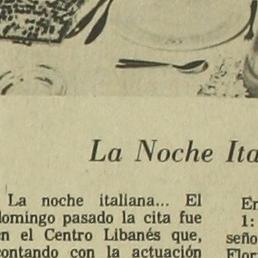 La Noche Ita
La noche italiana... El
domingo pasado la cita fue
en el Centro Libanés que,
contando con la actuación
En
1:
seño
Flor